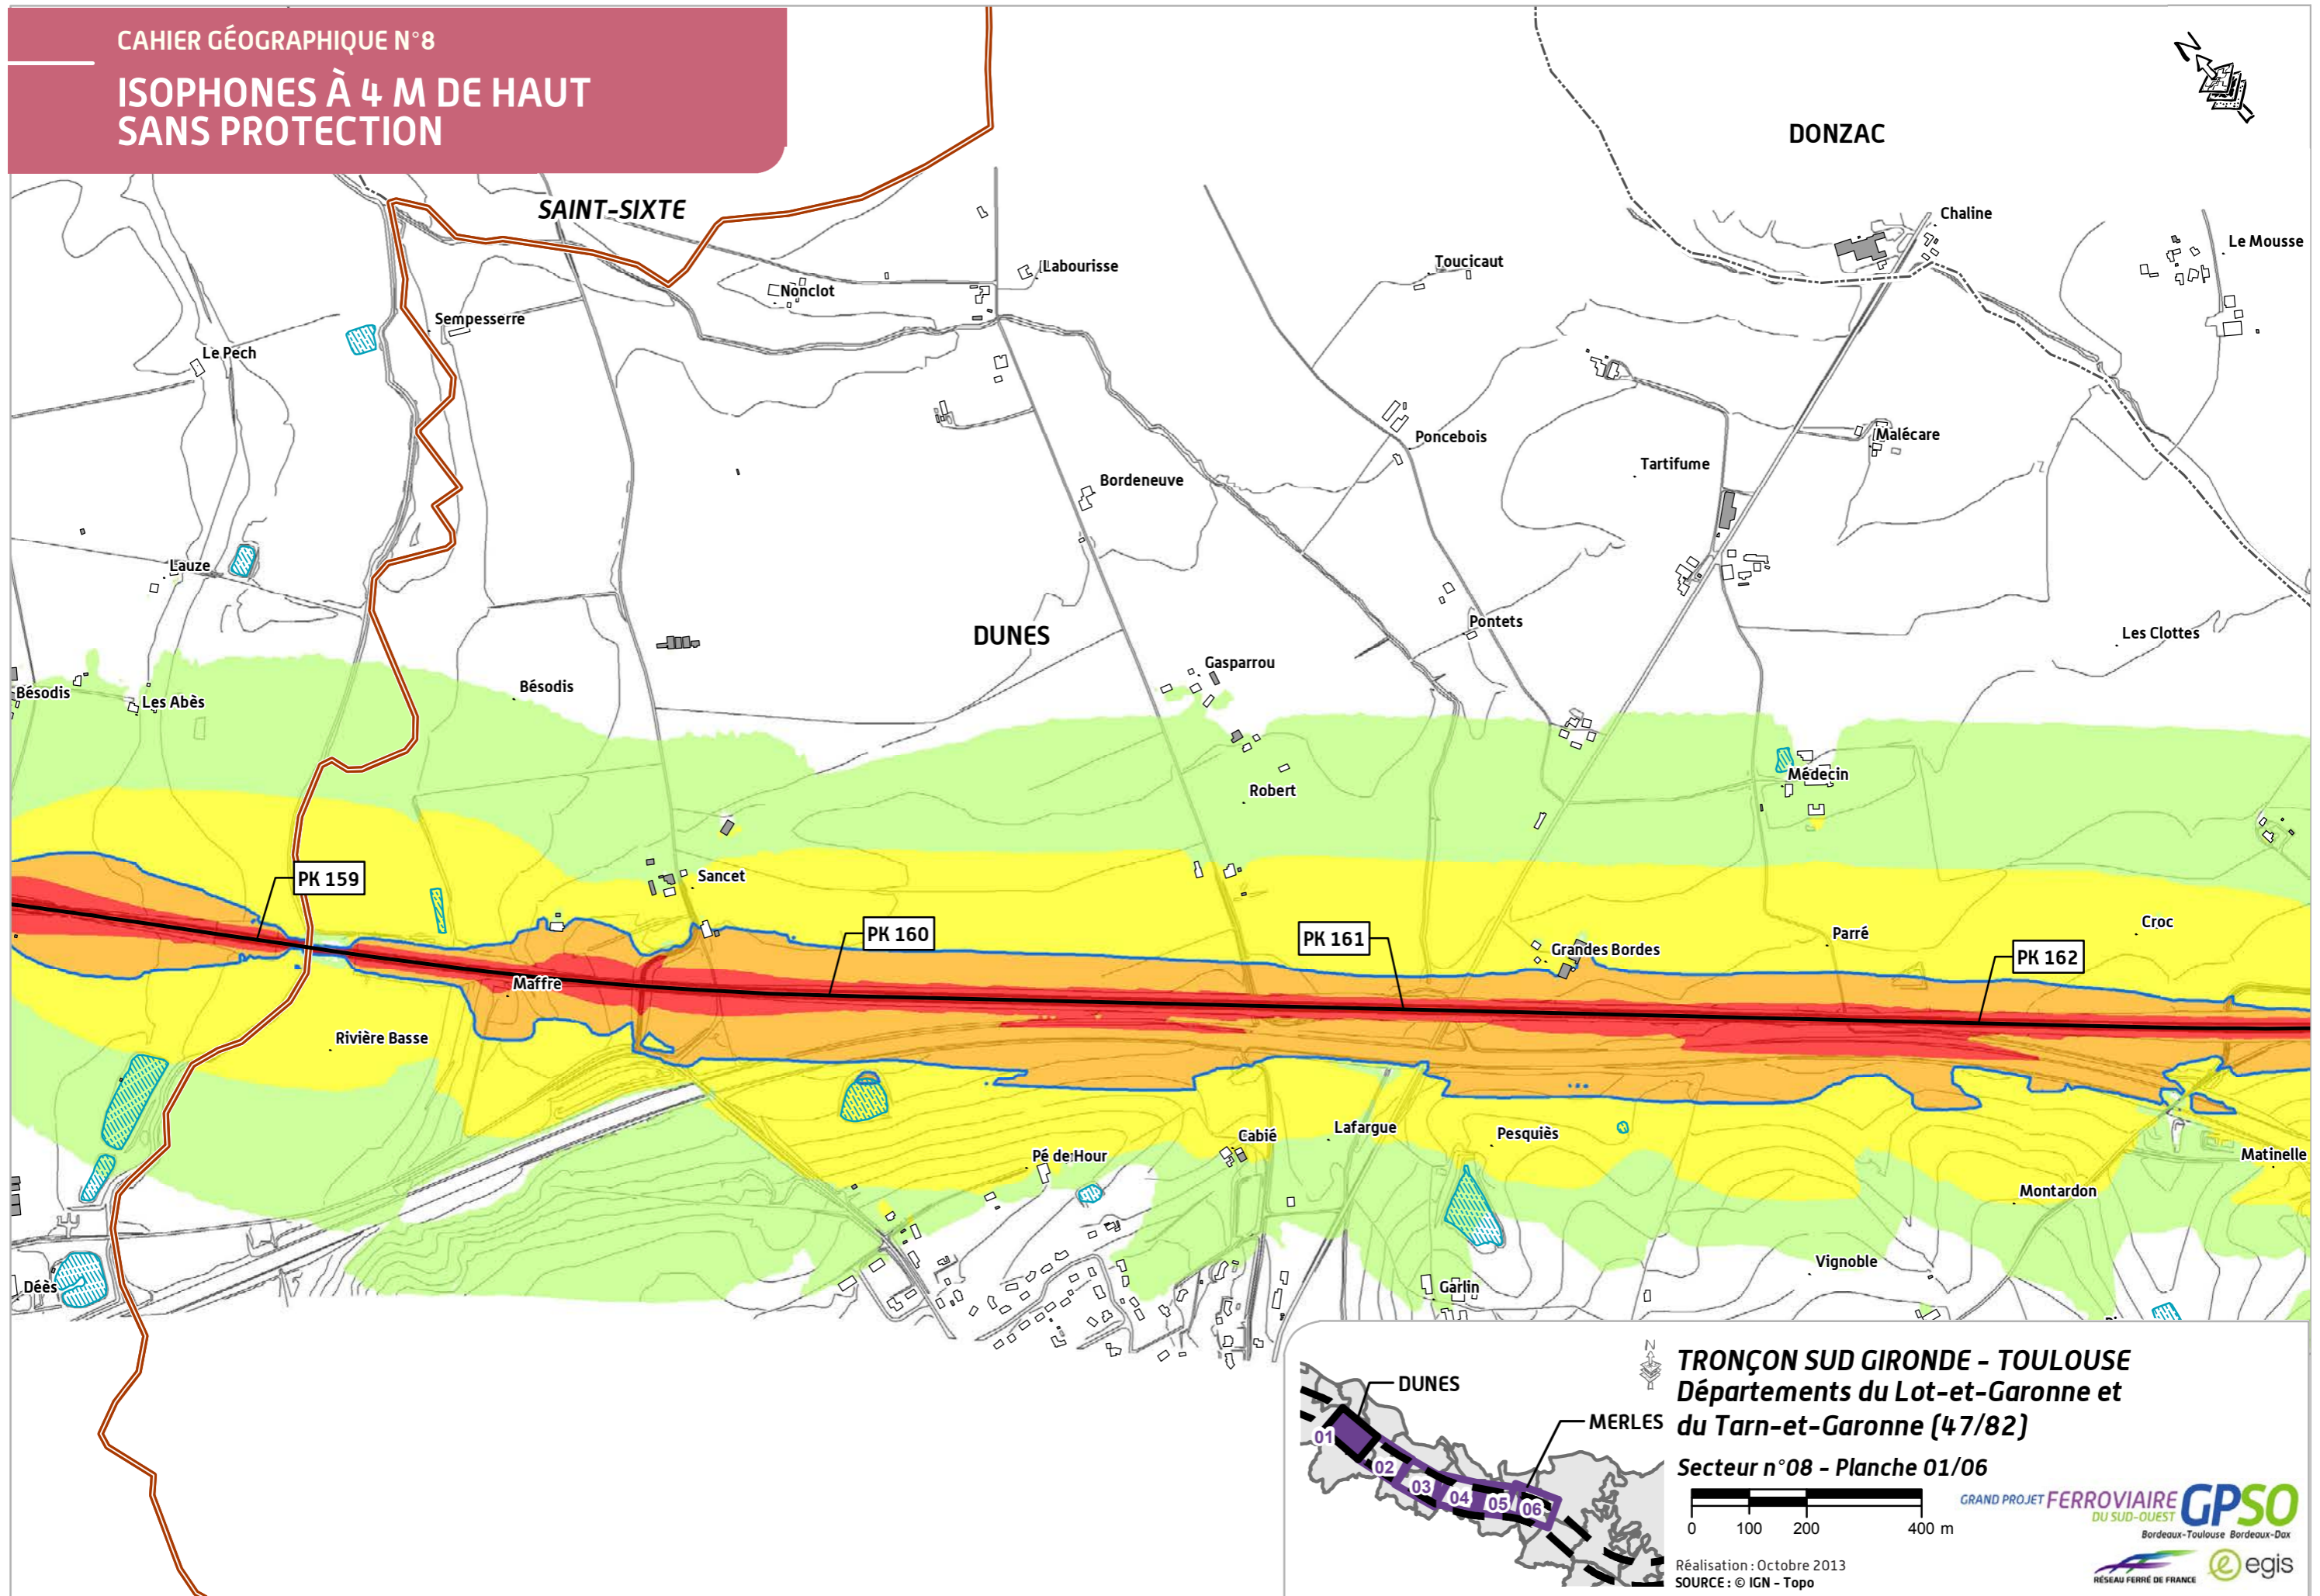 CAHIER GÉOGRAPHIQUE N°8
ISOPHONES À 4 M DE HAUT
SANS PROTECTION
N
DONZAC
SAINT-SIXTE
Chaline
Le Mousse
Labourisse
Toucicaut
Nonclot
Sempesserre
Le Pech
Poncebois
Malécare
Tartifume
Bordeneuve
Lauze
Pontets
DUNES
Les Clottes
Gasparrou
Bésodis
Bésodis
Les Abès
Médecin
Robert
PK 159
Sancet
PK 160
PK 161
Grandes Bordes
Parré
Croc
PK 162
Maffre
Rivière Basse
Cabié
Lafargue
Pesquiès
Pé de Hour
Matinelle
Montardon
Vignoble
Déès
Garlin
DUNES
MERLES
01
02
03
04
05
06
N
TRONÇON SUD GIRONDE - TOULOUSE
Départements du Lot-et-Garonne et
du Tarn-et-Garonne (47/82)
Secteur n°08 - Planche 01/06
0 100 200 400 m
Réalisation : Octobre 2013
SOURCE : © IGN - Topo
GRAND PROJET FERROVIAIRE
DU SUD-OUEST
GPSO
Bordeaux-Toulouse Bordeaux-Dax
RÉSEAU FERRÉ DE FRANCE
egis